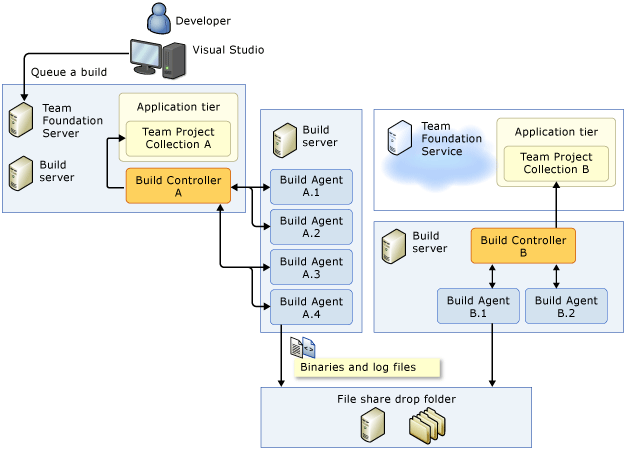 Developer
Visual Studio
Queue a build
Team
Foundation
Server
Build
server
Application tier
Team Project
Collection A
Build Controller
A
Build
server
Build Agent
A.1
Build Agent
A.2
Build Agent
A.3
Build Agent
A.4
Team
Foundation
Service
Application tier
Team Project
Collection B
Build
server
Build Controller
B
Build Agent
B.1
Build Agent
B.2
Binaries and log files
File share drop folder